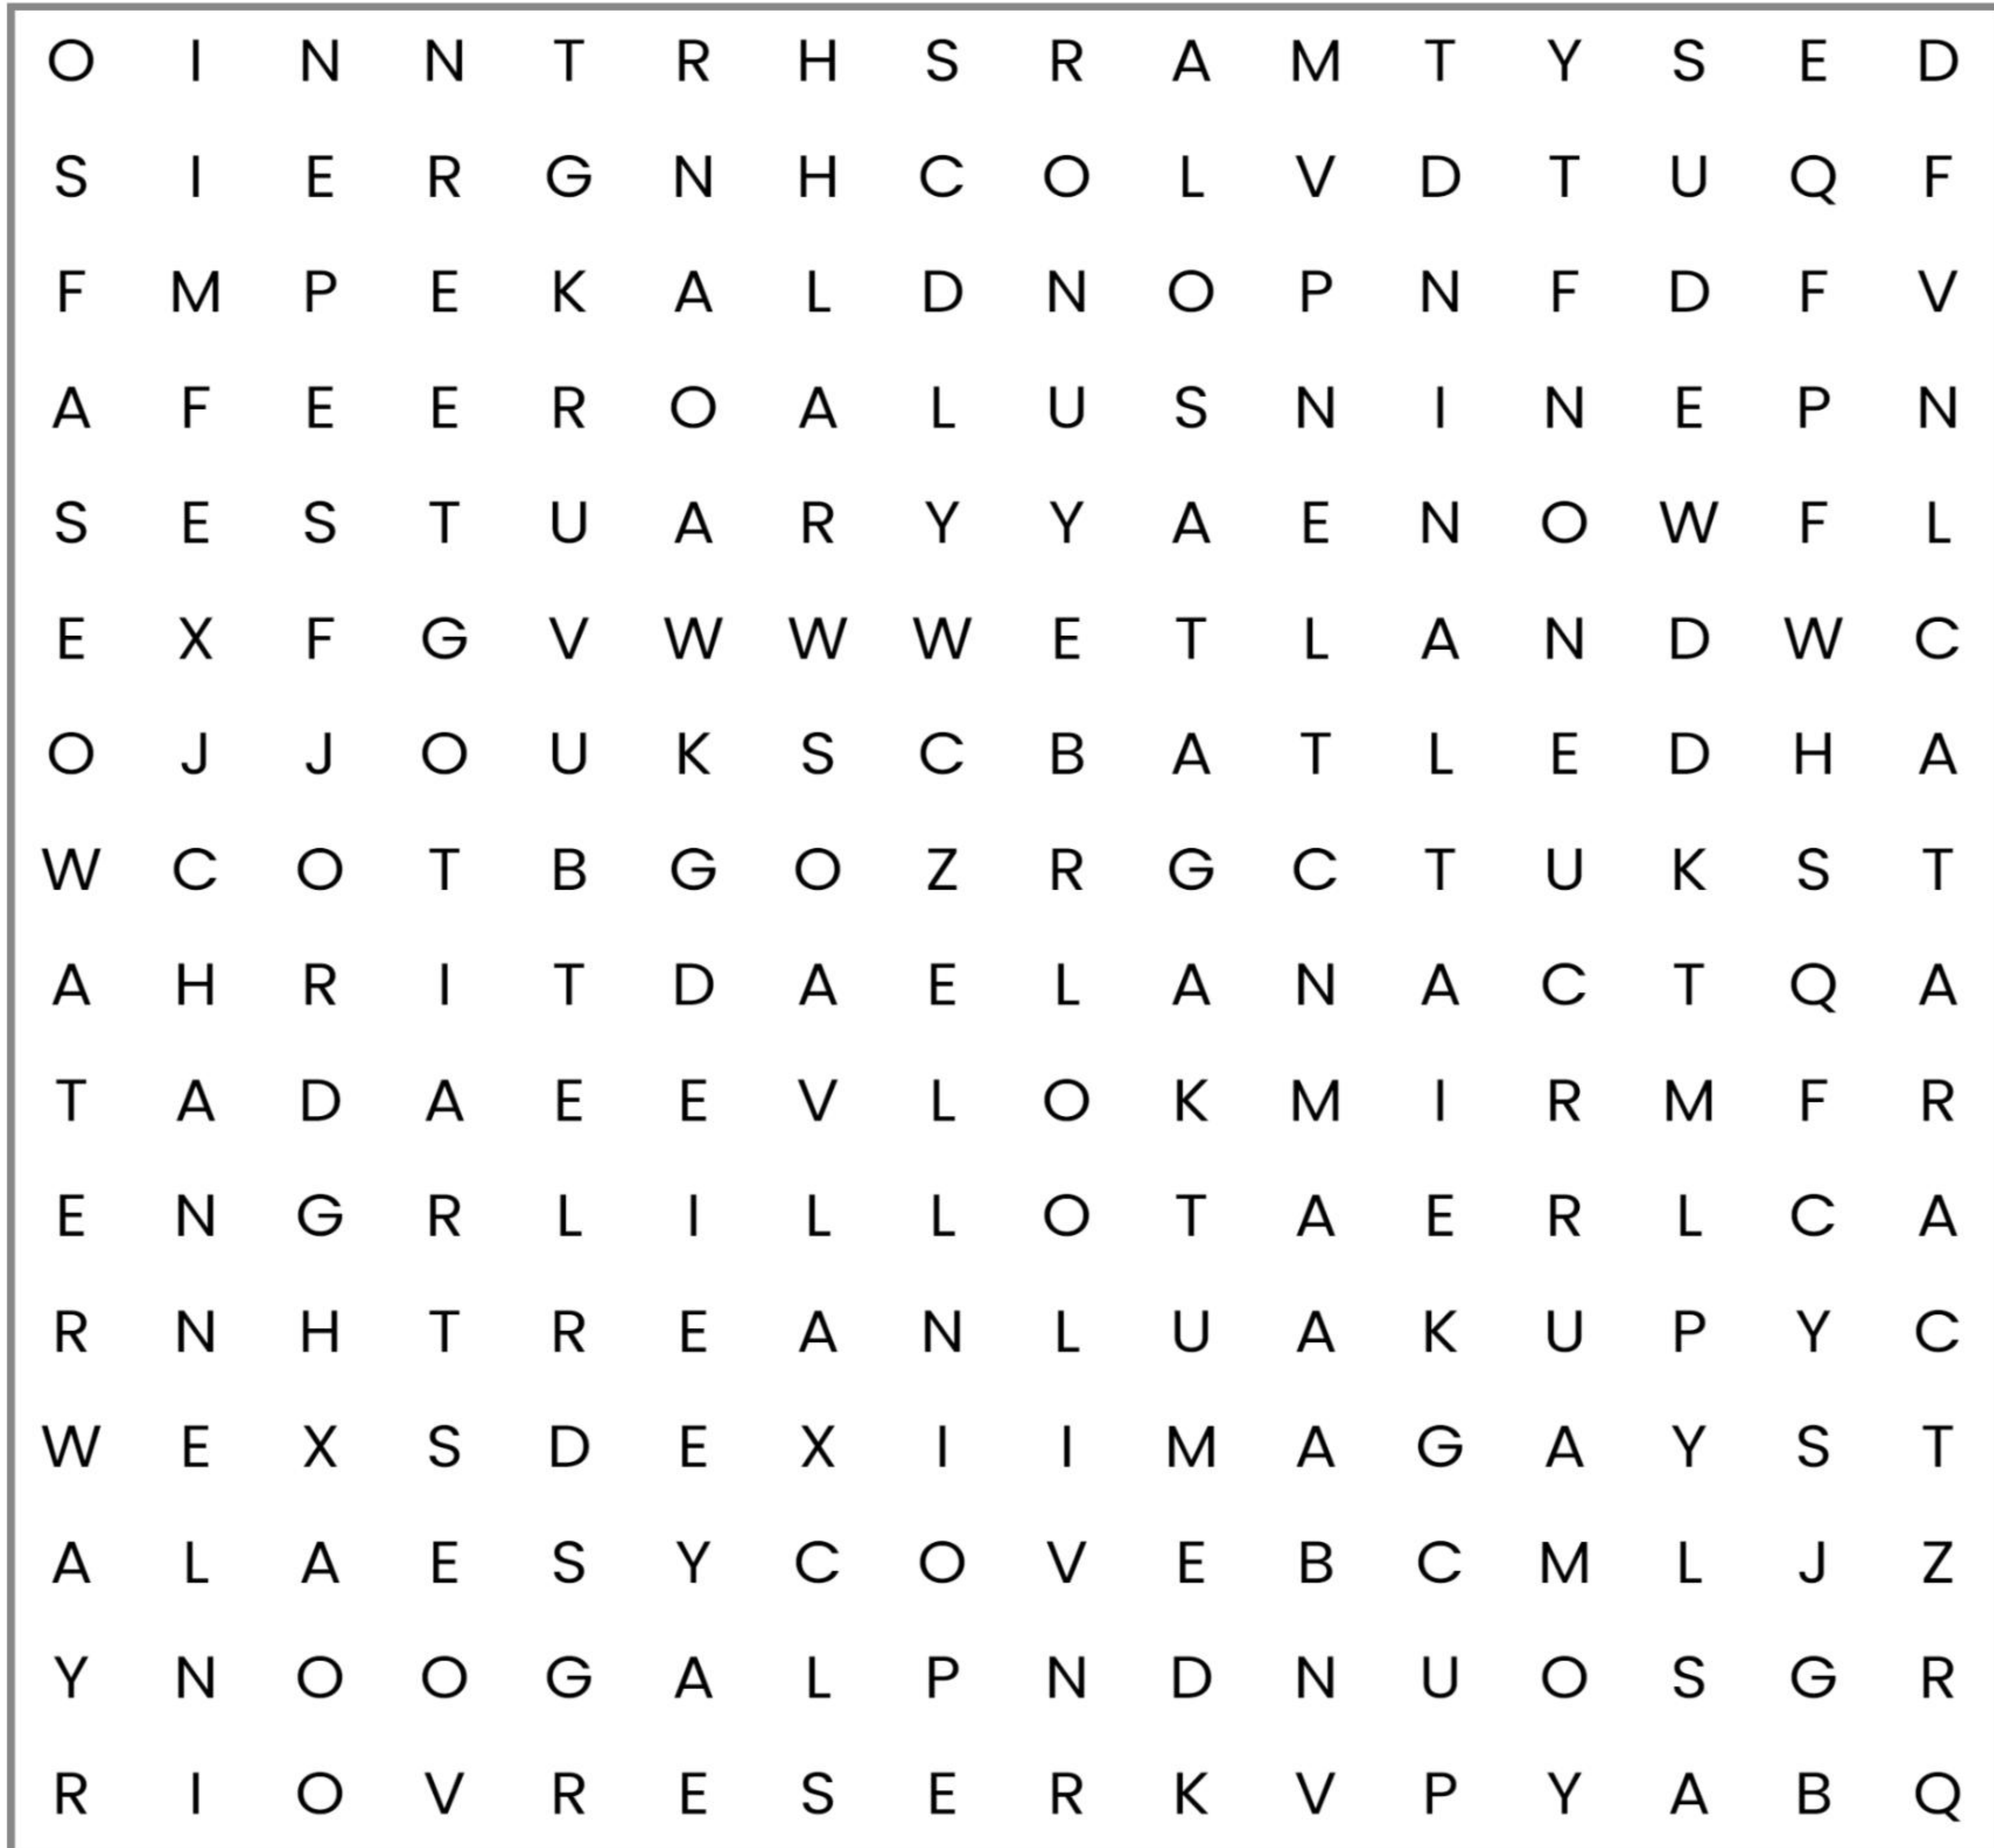 O I N N T R H S R A M T Y S E D
S I E R G N H C O L V D T U Q F
F M P E K A L D N O P N F D F V
A F E E R O A L U S N I N E P N
S E S T U A R Y Y A E N O W F L
E X F G V W W W E T L A N D W C
O J J O U K S C B A T L E D H A
W C O T B G O Z R G C T U K S T
A H R I T D A E L A N A C T Q A
T A D A E E V L O K M I R M F R
E N G R L I L L O T A E R L C A
R N H T R E A N L U A K U P Y C
W E X S D E X I I M A G A Y S T
A L A E S Y C O V E B C M L J Z
Y N O O G A L P N D N U O S G R
R I O V R E S E R K V P Y A B Q